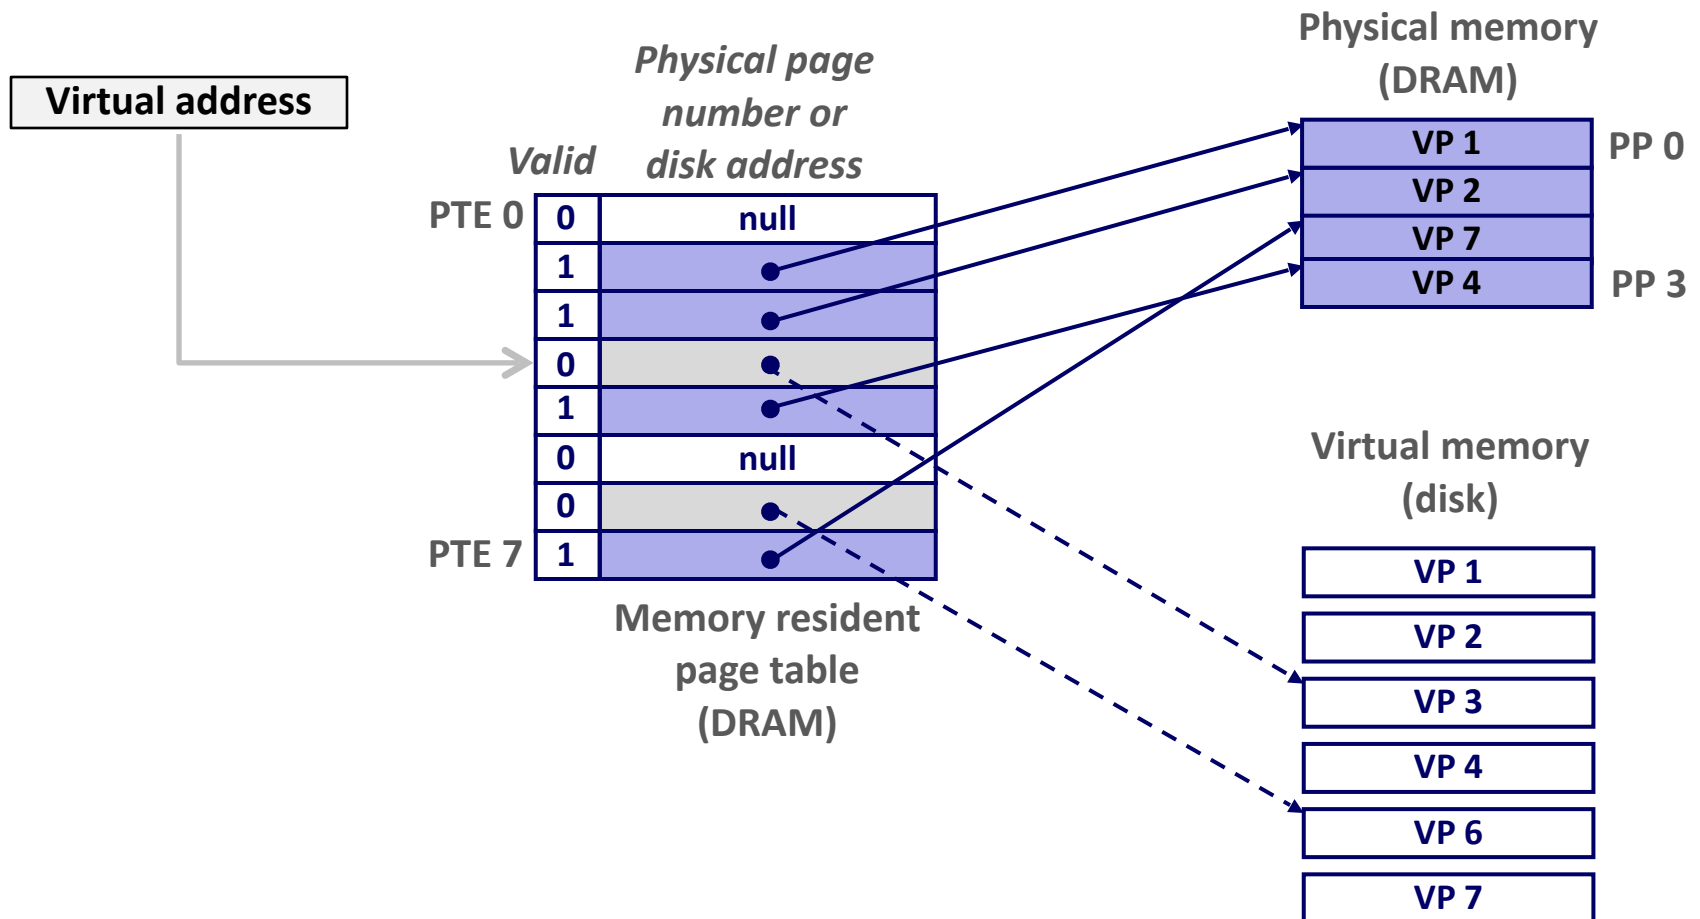 Virtual address
Physical page
number or
disk address
Valid
PTE 0
0 null
1
1
0
1
0 null
0
PTE 7 1
Memory resident
page table
(DRAM)
Physical memory
(DRAM)
VP 1 PP 0
VP 2
VP 7
VP 4 PP 3
Virtual memory
(disk)
VP 1
VP 2
VP 3
VP 4
VP 6
VP 7